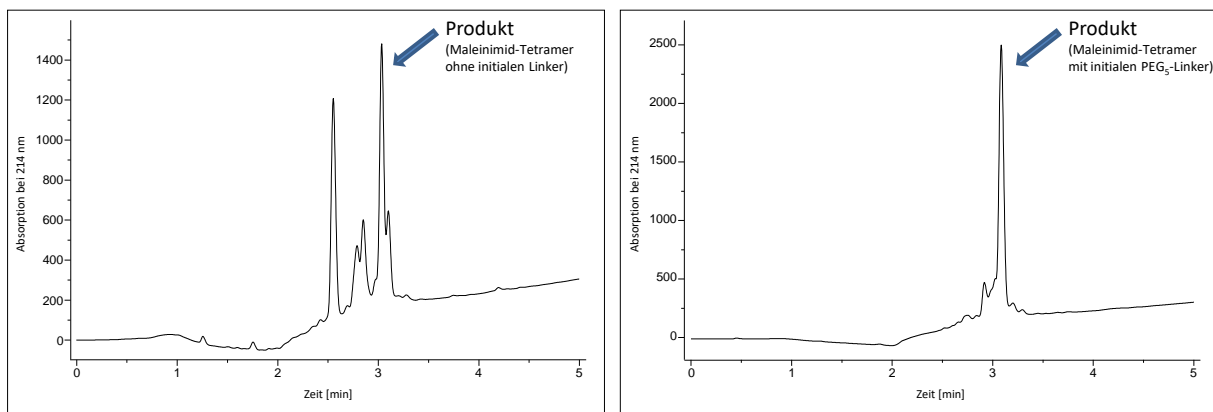 Produkt
(Maleinimid-Tetramer
ohne initialen Linker)
Absorption bei 214 nm
1400
1200
1000
800
600
400
200
0
0 1 2 3 4 5
Zeit [min]
Produkt
(Maleinimid-Tetramer
mit initialen PEG₅-Linker)
Absorption bei 214 nm
2500
2000
1500
1000
500
0
0 1 2 3 4 5
Zeit [min]